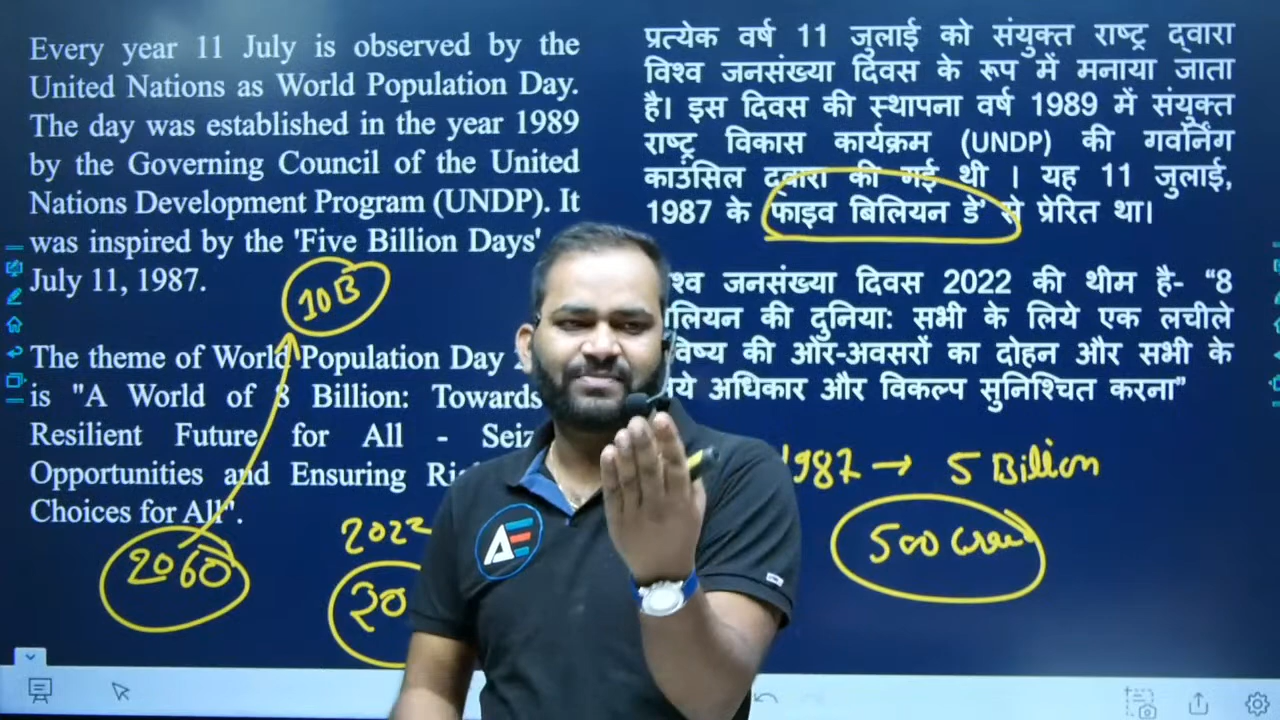 Every year 11 July is observed by the
United Nations as World Population Day.
The day was established in the year 1989
by the Governing Council of the United
Nations Development Program (UNDP). It
was inspired by the 'Five Billion Days'
July 11, 1987.
10B
The theme of World Population Day
is "A World of 8 Billion: Towards
Resilient Future for All - Seiz
Opportunities and Ensuring Ri
Choices for All".
2060
2022
20
प्रत्येक वर्ष 11 जुलाई को संयुक्त राष्ट्र द्वारा
विश्व जनसंख्या दिवस के रूप में मनाया जाता
है। इस दिवस की स्थापना वर्ष 1989 में संयुक्त
राष्ट्र विकास कार्यक्रम (UNDP) की गवर्निंग
काउंसिल द्वारा की गई थी । यह 11 जुलाई,
1987 के 'फाइव बिलियन डे' से प्रेरित था।
श्व जनसंख्या दिवस 2022 की थीम है- “8
लियन की दुनिया: सभी के लिये एक लचीले
विष्य की ओर-अवसरों का दोहन और सभी के
ये अधिकार और विकल्प सुनिश्चित करना”
1987 → 5 Billion
500
AE